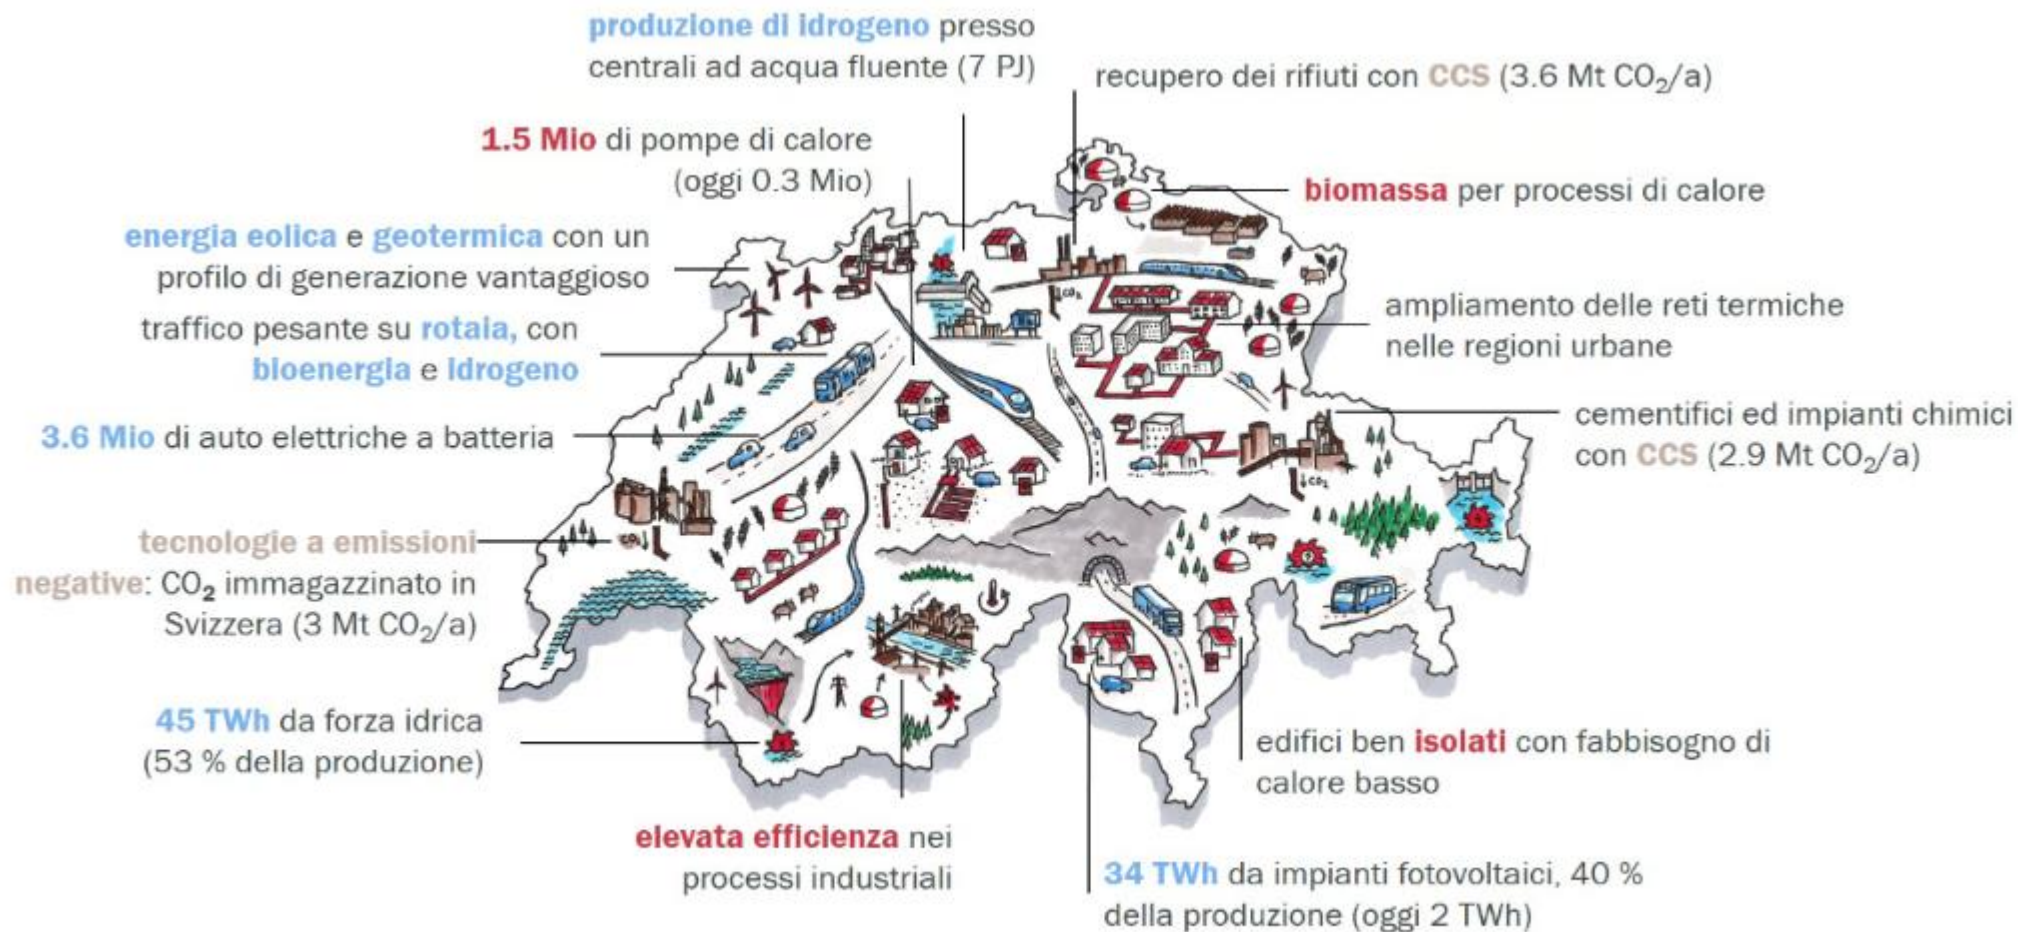 produzione di idrogeno presso
centrali ad acqua fluente (7 PJ)
recupero dei rifiuti con CCS (3.6 Mt CO₂/a)
1.5 Mio di pompe di calore
(oggi 0.3 Mio)
biomassa per processi di calore
energia eolica e geotermica con un
profilo di generazione vantaggioso
ampliamento delle reti termiche
nelle regioni urbane
traffico pesante su rotaia, con
bioenergia e idrogeno
3.6 Mio di auto elettriche a batteria
cementifici ed impianti chimici
con CCS (2.9 Mt CO₂/a)
tecnologie a emissioni
negative: CO₂ immagazzinato in
Svizzera (3 Mt CO₂/a)
45 TWh da forza idrica
(53 % della produzione)
edifici ben isolati con fabbisogno di
calore basso
elevata efficienza nei
processi industriali
34 TWh da impianti fotovoltaici, 40 %
della produzione (oggi 2 TWh)
CO₂
CO₂
CO₂